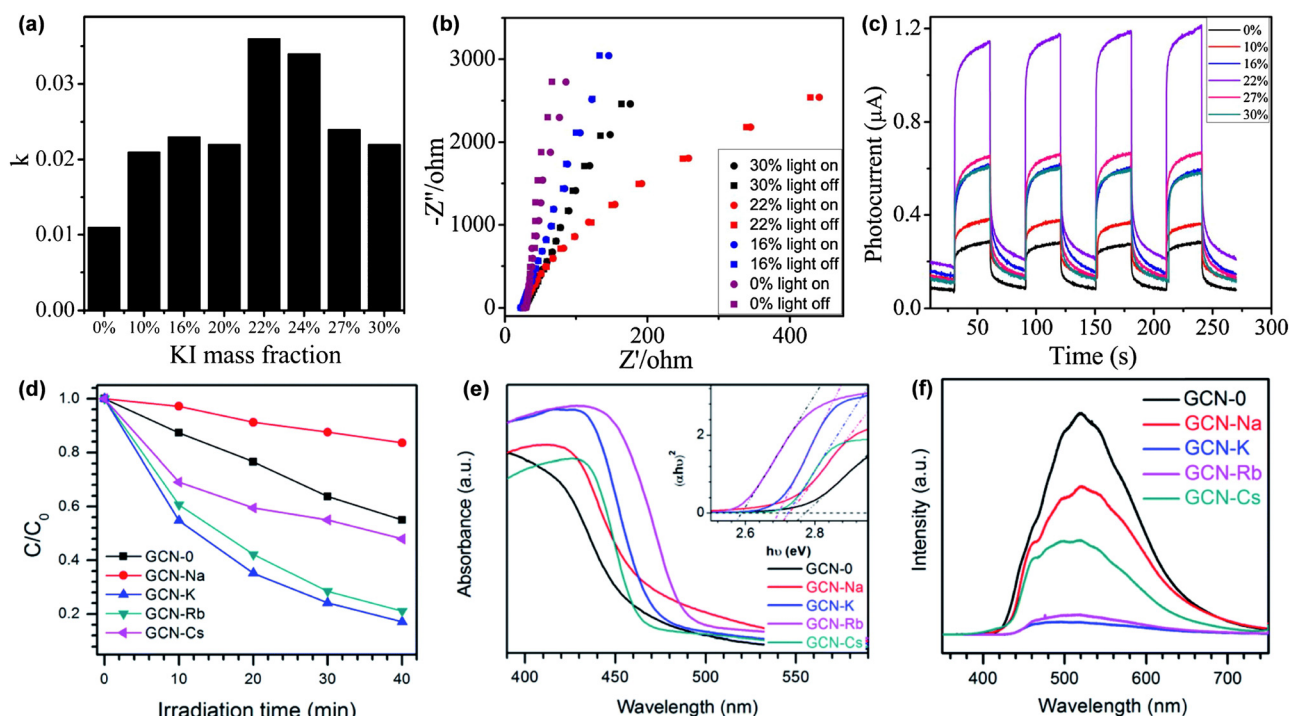 (a)
k
0.04
0.03
0.02
0.01
0.00
0% 10% 16% 20% 22% 24% 27% 30%
KI mass fraction
(b)
-Z''/ohm
3000
2000
1000
0
0 200 400
Z'/ohm
30% light on
30% light off
22% light on
22% light off
16% light on
16% light off
0% light on
0% light off
(c)
Photocurrent (μA)
1.2
0.8
0.4
0.0
50 100 150 200 250 300
Time (s)
0%
10%
16%
22%
27%
30%
(d)
C/C0
1.0
0.8
0.6
0.4
0.2
0 10 20 30 40
Irradiation time (min)
GCN-0
GCN-Na
GCN-K
GCN-Rb
GCN-Cs
(e)
Absorbance (a.u.)
400 450 500 550
Wavelength (nm)
(αhυ)²
2
0
2.6 2.8
hυ (eV)
GCN-0
GCN-Na
GCN-K
GCN-Rb
GCN-Cs
(f)
Intensity (a.u.)
400 500 600 700
Wavelength (nm)
GCN-0
GCN-Na
GCN-K
GCN-Rb
GCN-Cs